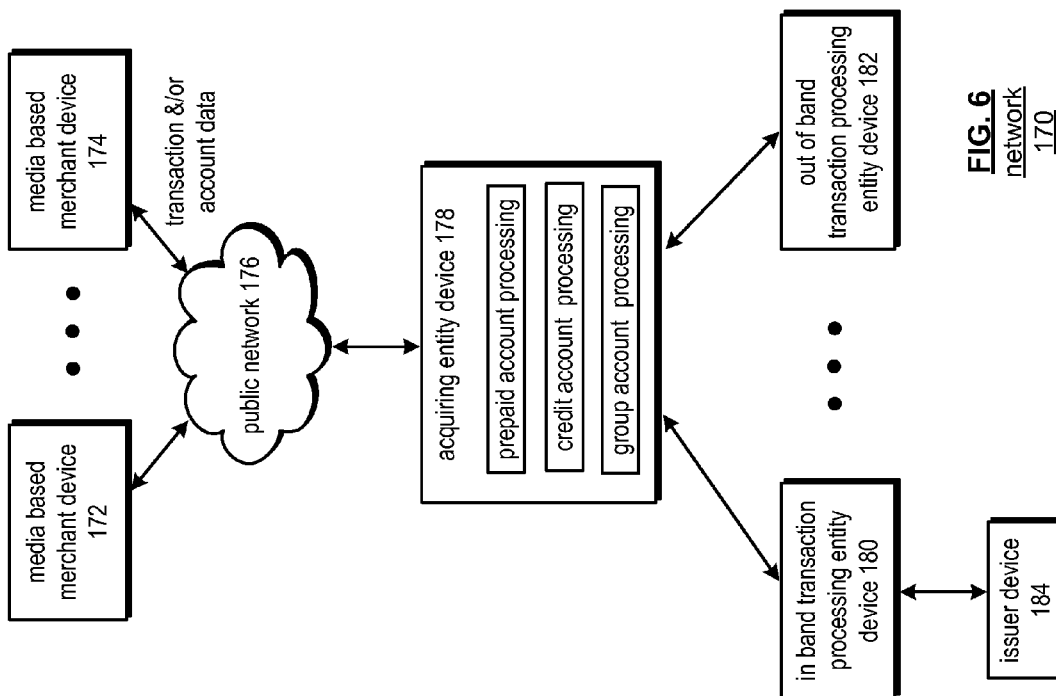 media based
merchant device
172
media based
merchant device
174
transaction &/or
account data
public network 176
acquiring entity device 178
prepaid account processing
credit account processing
group account processing
in band transaction
processing entity
device 180
out of band
transaction processing
entity device 182
issuer device
184
FIG. 6
network
170